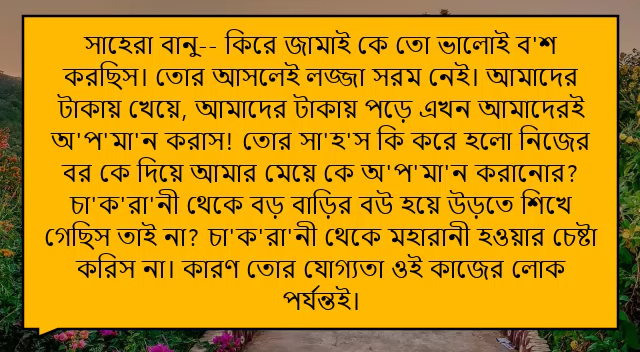 সাহেরা বানু-- কিরে জামাই কে তো ভালোই ব'শ
করছিস। তোর আসলেই লজ্জা সরম নেই। আমাদের
টাকায় খেয়ে, আমাদের টাকায় পড়ে এখন আমাদেরই
অ'প'মা'ন করাস! তোর সা'হ'স কি করে হলো নিজের
বর কে দিয়ে আমার মেয়ে কে অ'প'মা'ন করানোর?
চা'ক'রা'নী থেকে বড় বাড়ির বউ হয়ে উড়তে শিখে
গেছিস তাই না? চা'ক'রা'নী থেকে মহারানী হওয়ার চেষ্টা
করিস না। কারণ তোর যোগ্যতা ওই কাজের লোক
পর্যন্তই।